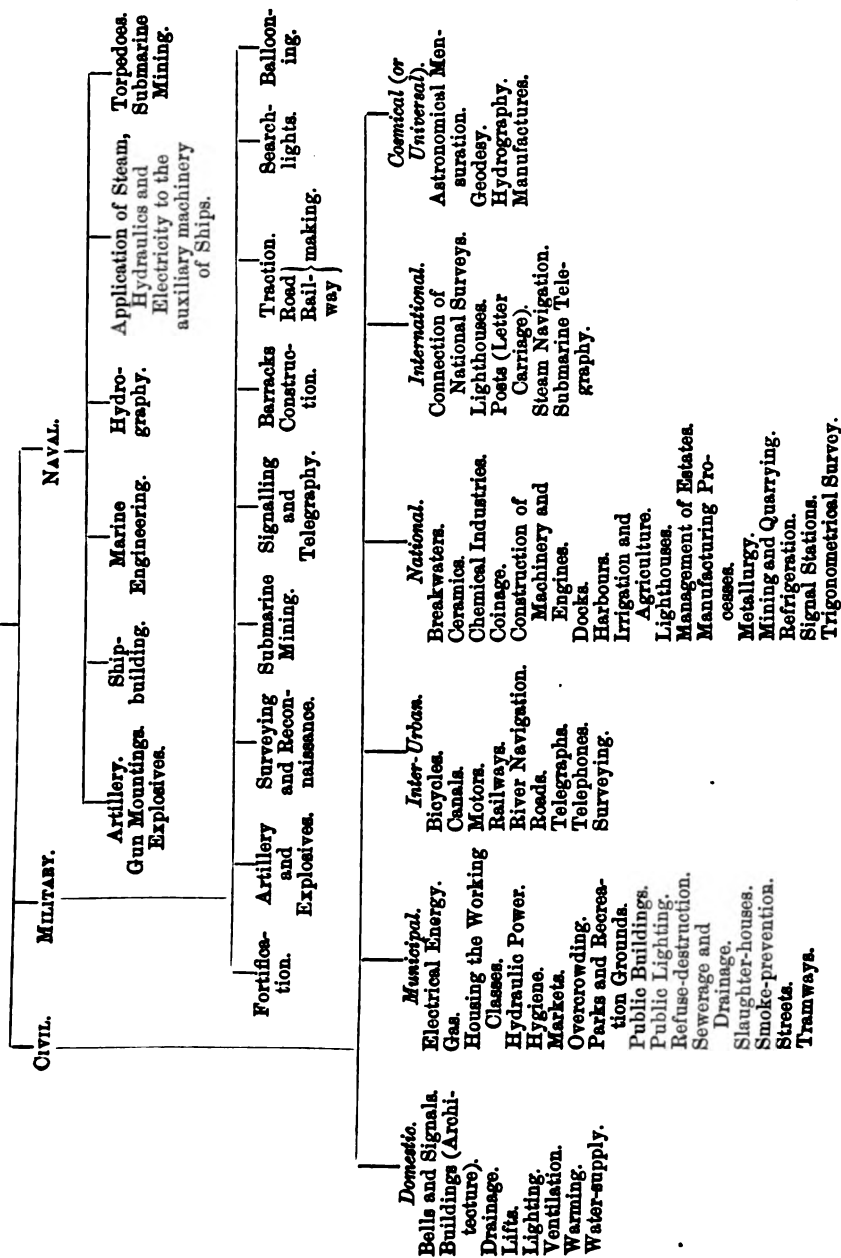 CIVIL.
MILITARY.
NAVAL.
Artillery.
Gun Mountings.
Explosives.
Ship-
building.
Marine
Engineering.
Hydro-
graphy.
Application of Steam,
Hydraulics and
Electricity to the
auxiliary machinery
of Ships.
Torpedoes.
Submarine
Mining.
Fortifica-
tion.
Artillery
and
Explosives.
Surveying
and Recon-
naissance.
Submarine
Mining.
Signalling
and
Telegraphy.
Barracks
Construc-
tion.
Traction.
Road
Rail-
way
making.
Search-
lights.
Balloon-
ing.
Domestic.
Bells and Signals.
Buildings (Archi-
tecture).
Drainage.
Lifts.
Lighting.
Ventilation.
Warming.
Water-supply.
Municipal.
Electrical Energy.
Gas.
Housing the Working
Classes.
Hydraulic Power.
Hygiene.
Markets.
Overcrowding.
Parks and Recrea-
tion Grounds.
Public Buildings.
Public Lighting.
Refuse-destruction.
Sewerage and
Drainage.
Slaughter-houses.
Smoke-prevention.
Streets.
Tramways.
Inter-Urban.
Bicycles.
Canals.
Motors.
Railways.
River Navigation.
Roads.
Telegraphs.
Telephones.
Surveying.
National.
Breakwaters.
Ceramics.
Chemical Industries.
Coinage.
Construction of
Machinery and
Engines.
Docks.
Harbours.
Irrigation and
Agriculture.
Lighthouses.
Management of Estates.
Manufacturing Pro-
cesses.
Metallurgy.
Mining and Quarrying.
Refrigeration.
Signal Stations.
Trigonometrical Survey.
International.
Connection of
National Surveys.
Lighthouses.
Posts (Letter
Carriage).
Steam Navigation.
Submarine Tele-
graphy.
Cosmical (or
Universal).
Astronomical Men-
suration.
Geodesy.
Hydrography.
Manufactures.